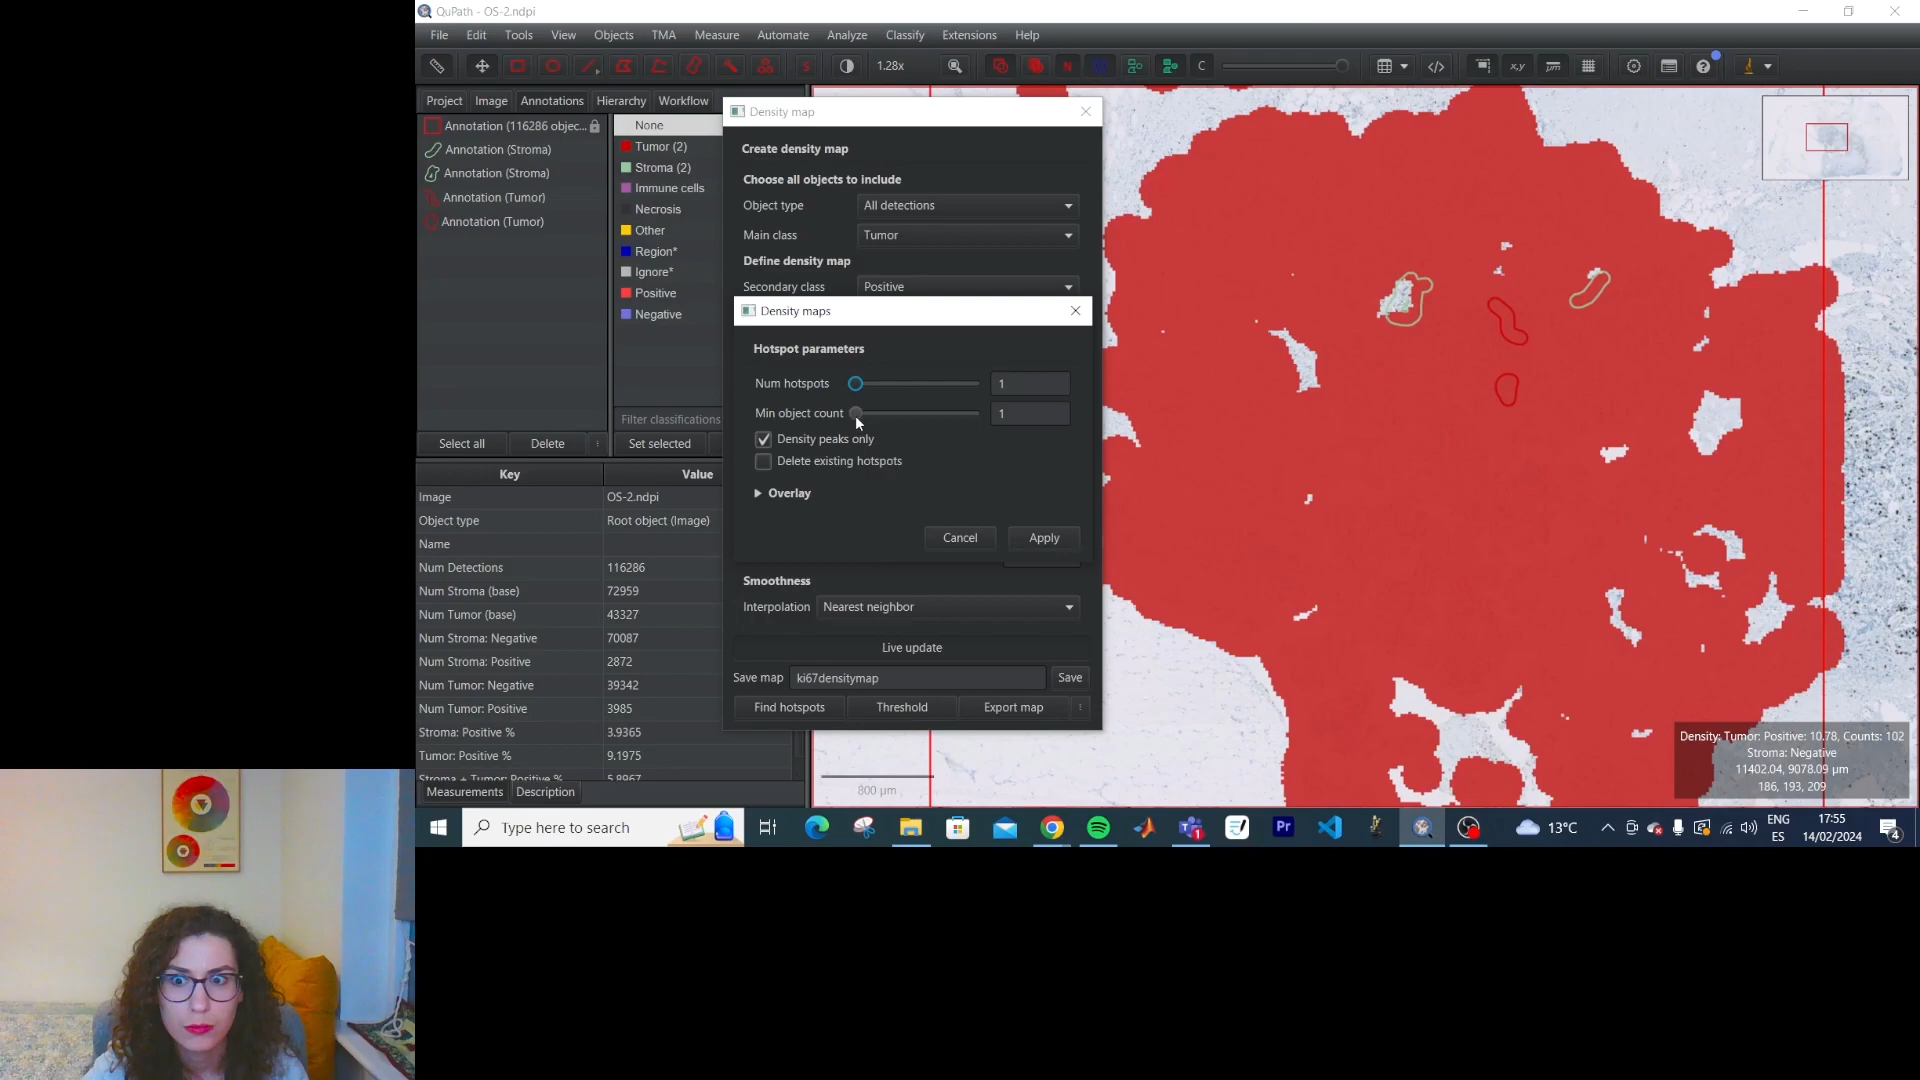 QuPath - OS-2.ndpi
File Edit Tools View Objects TMA Measure Automate Analyze Classify Extensions Help
N S 1.28x C x,y
Project Image Annotations Hierarchy Workflow
Annotation (116286 objec...
Annotation (Stroma)
Annotation (Stroma)
Annotation (Tumor)
Annotation (Tumor)
None
Tumor (2)
Stroma (2)
Immune cells
Necrosis
Other
Region*
Ignore*
Positive
Negative
Filter classifications
Select all Delete Set selected
Key Value
Image OS-2.ndpi
Object type Root object (Image)
Name
Num Detections 116286
Num Stroma (base) 72959
Num Tumor (base) 43327
Num Stroma: Negative 70087
Num Stroma: Positive 2872
Num Tumor: Negative 39342
Num Tumor: Positive 3985
Stroma: Positive % 3.9365
Tumor: Positive % 9.1975
Stroma + Tumor: Positive % 5.8967
Measurements Description
Density map
Create density map
Choose all objects to include
Object type All detections
Main class Tumor
Define density map
Secondary class Positive
Density maps
Hotspot parameters
Num hotspots 1
Min object count 1
Density peaks only
Delete existing hotspots
Overlay
Cancel Apply
Smoothness
Interpolation Nearest neighbor
Live update
Save map ki67densitymap Save
Find hotspots Threshold Export map
800 µm
Density: Tumor: Positive: 10.78, Counts: 102
Stroma: Negative
11402.04, 9078.09 µm
186, 193, 209
Type here to search
Pr
1
13°C
ENG
ES
17:55
14/02/2024
4